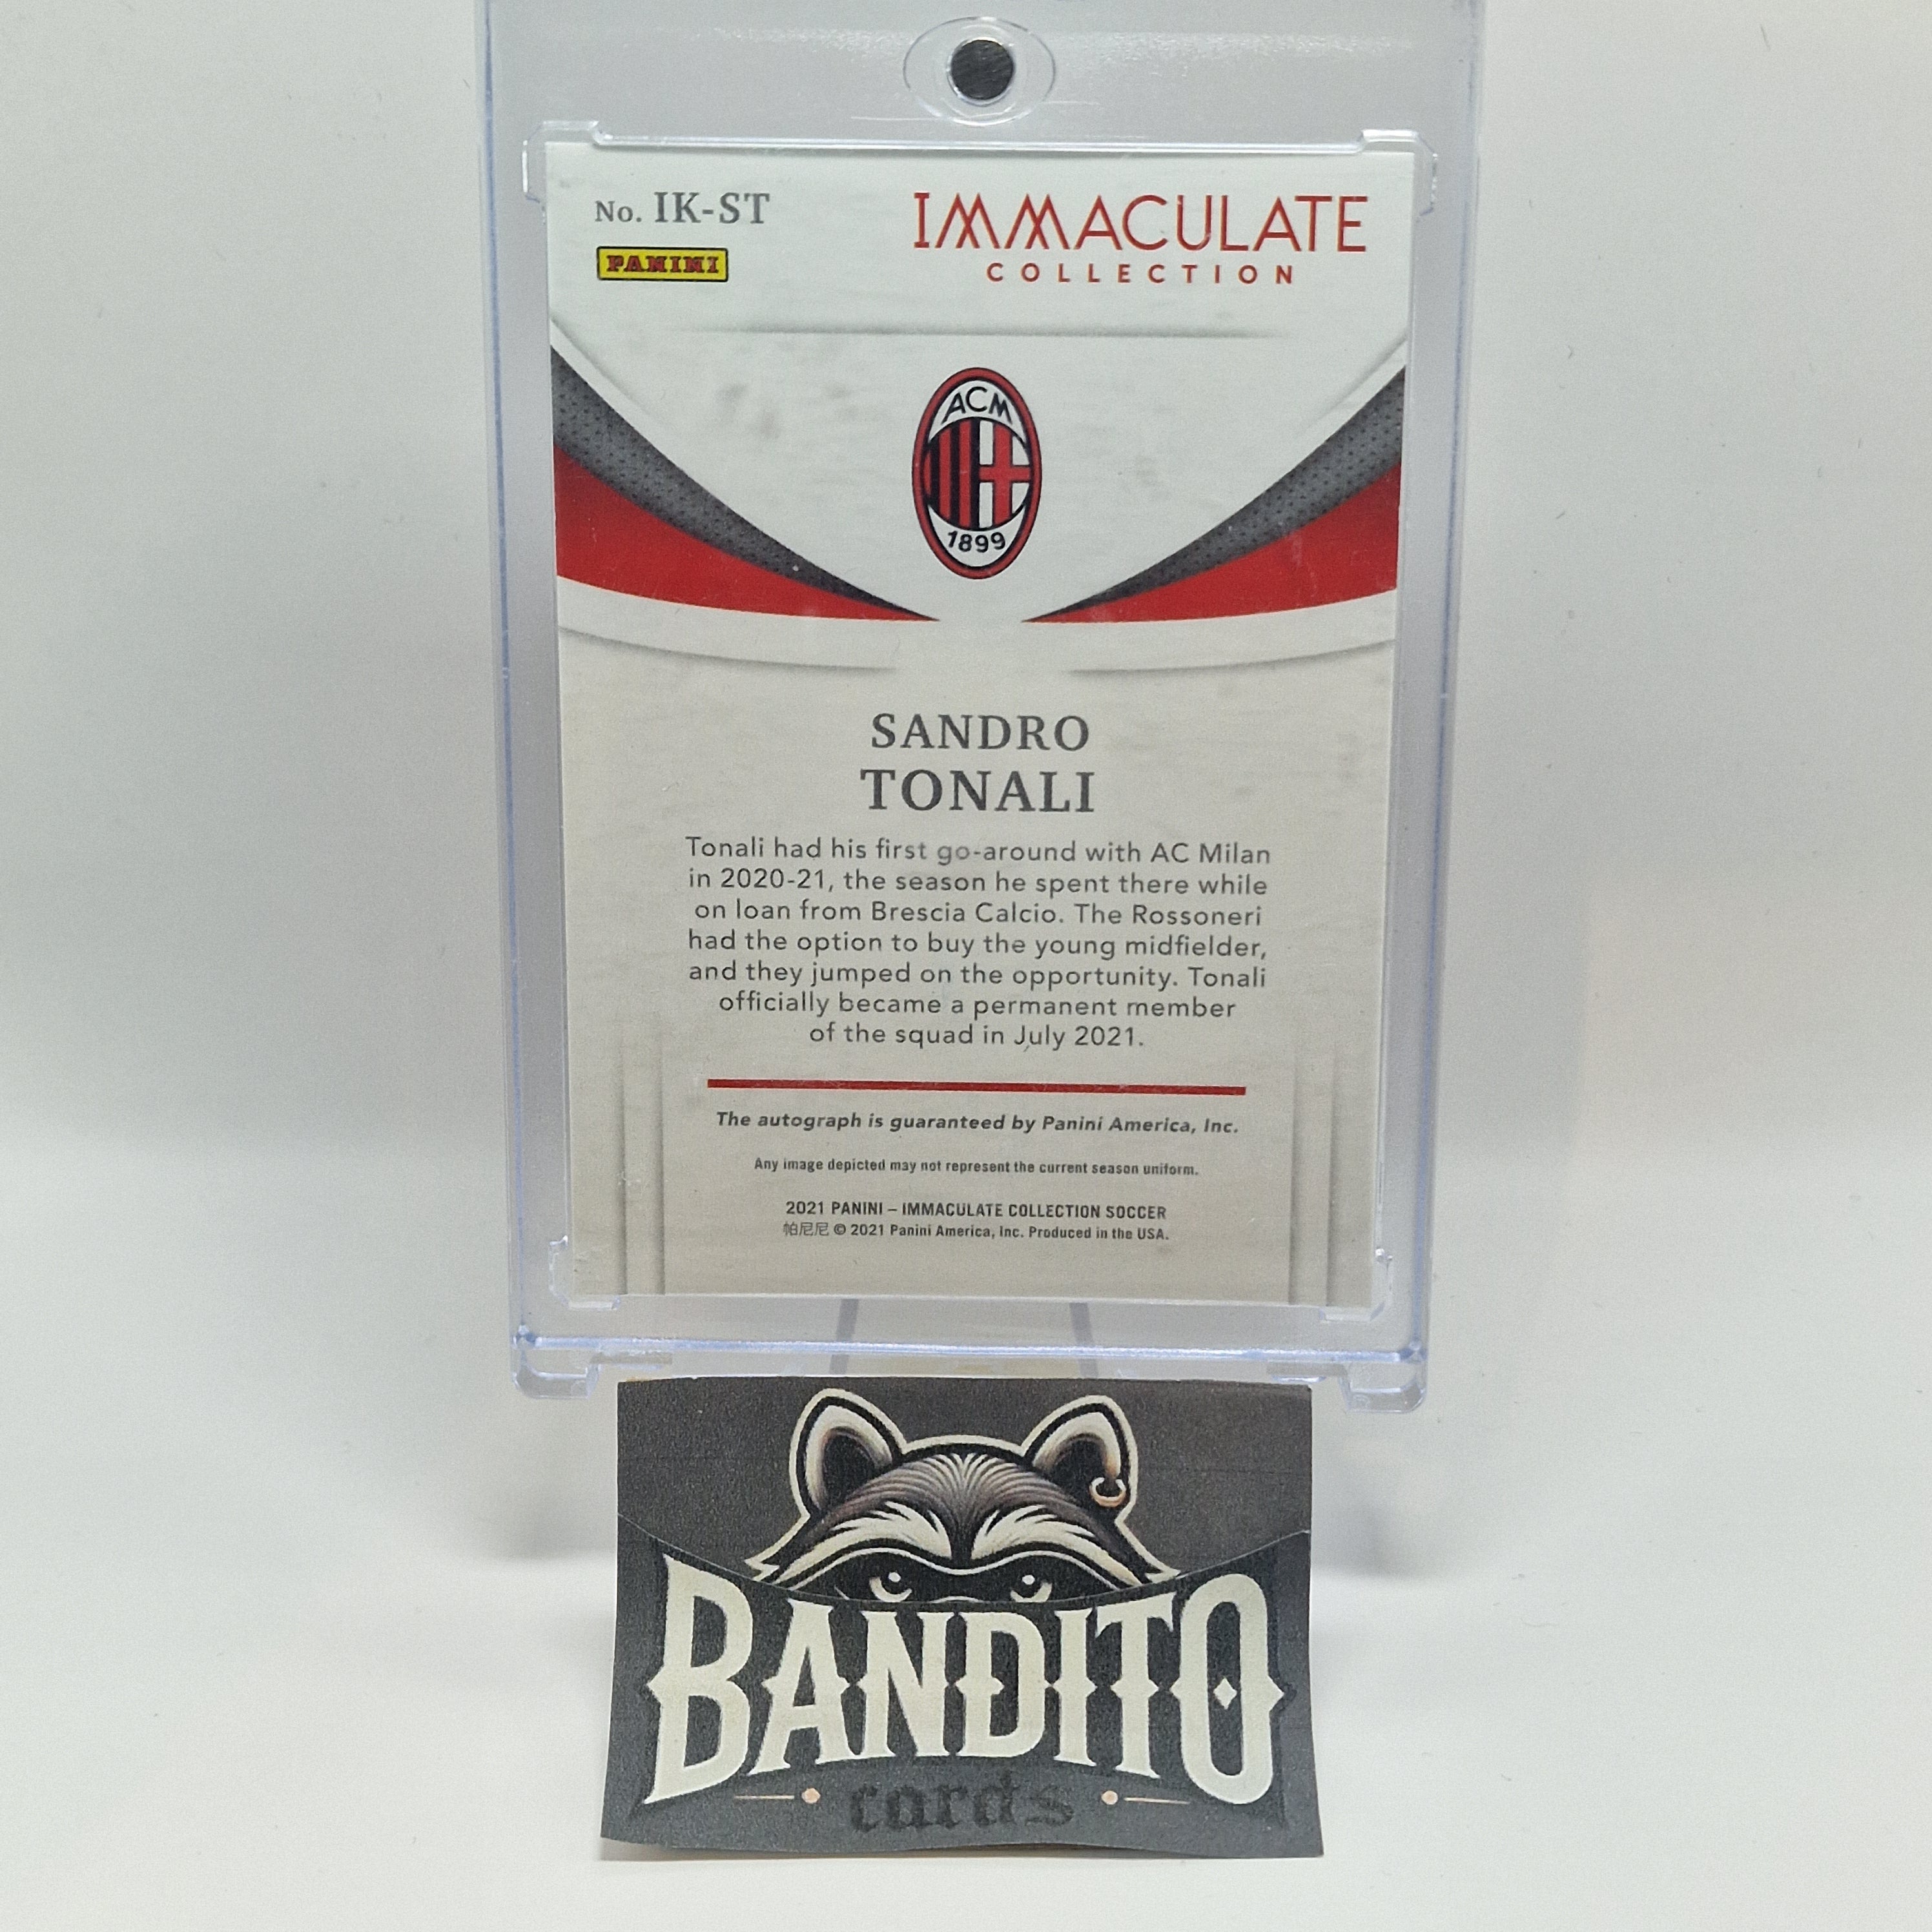 No. IK-ST
PANINI
IMMACULATE
COLLECTION
ACM
1899
SANDRO
TONALI
Tonali had his first go-around with AC Milan
in 2020-21, the season he spent there while
on loan from Brescia Calcio. The Rossoneri
had the option to buy the young midfielder,
and they jumped on the opportunity. Tonali
officially became a permanent member
of the squad in July 2021.
The autograph is guaranteed by Panini America, Inc.
Any image depicted may not represent the current season uniform.
2021 PANINI – IMMACULATE COLLECTION SOCCER
帕尼尼 © 2021 Panini America, Inc. Produced in the USA.
BANDITO
cards